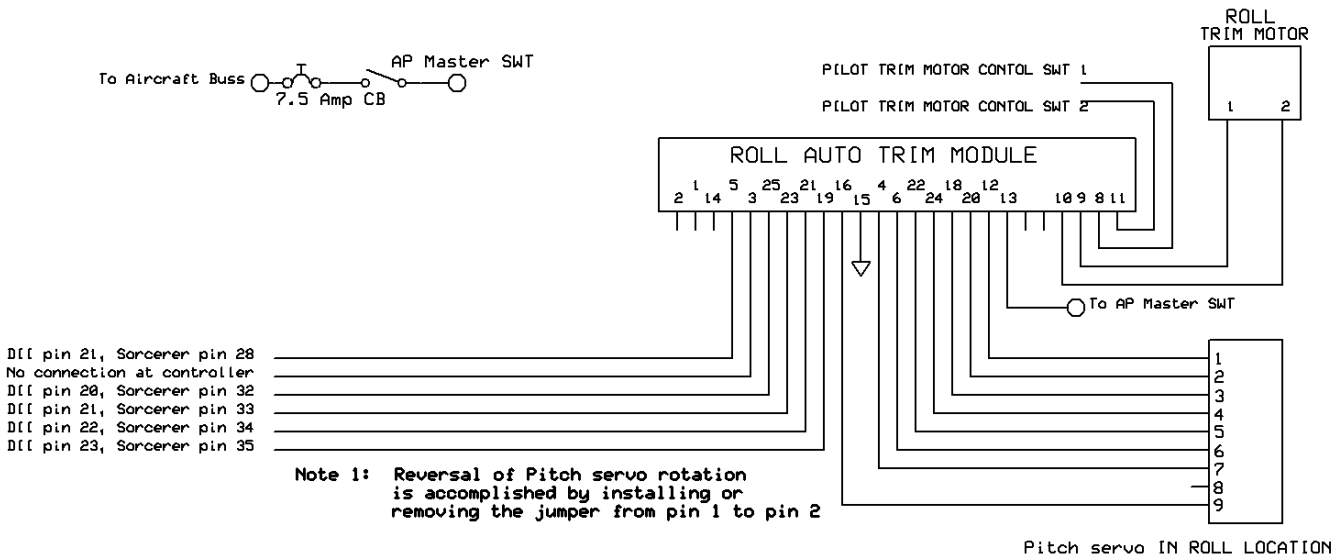 ROLL
TRIM MOTOR
1 2
To Aircraft Buss
7.5 Amp CB
AP Master SWT
PILOT TRIM MOTOR CONTOL SWT 1
PILOT TRIM MOTOR CONTOL SWT 2
ROLL AUTO TRIM MODULE
2 1 14 5 3 25 23 21 19 16 15 4 6 22 24 18 20 12 13 10 9 8 11
To AP Master SWT
DII pin 21, Sorcerer pin 28
No connection at controller
DII pin 20, Sorcerer pin 32
DII pin 21, Sorcerer pin 33
DII pin 22, Sorcerer pin 34
DII pin 23, Sorcerer pin 35
1
2
3
4
5
6
7
8
9
Note 1: Reversal of Pitch servo rotation
is accomplished by installing or
removing the jumper from pin 1 to pin 2
Pitch servo IN ROLL LOCATION